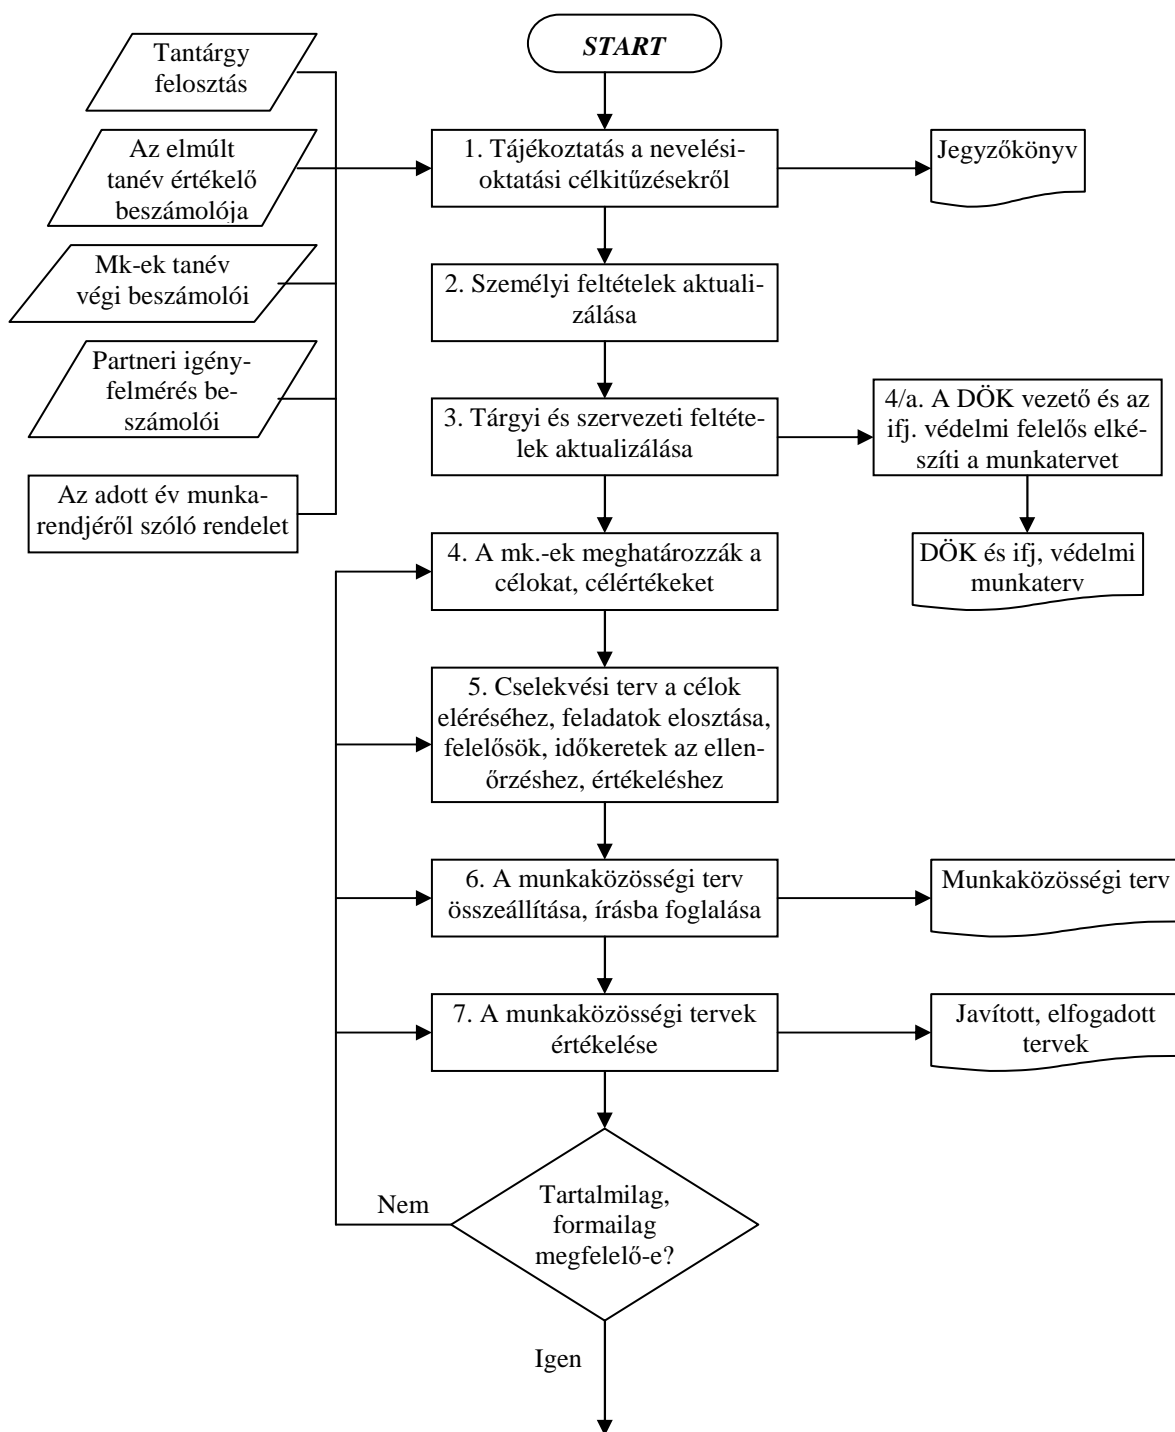 START
Tantárgy
felosztás
Az elmúlt
tanév értékelő
beszámolója
1. Tájékoztatás a nevelési-
oktatási célkitűzésekről
Jegyzőkönyv
Mk-ek tanév
végi beszámolói
2. Személyi feltételek aktuali-
zálása
Partneri igény-
felmérés be-
számolói
3. Tárgyi és szervezeti feltéte-
lek aktualizálása
4/a. A DÖK vezető és az
ifj. védelmi felelős elké-
szíti a munkatervet
Az adott év munka-
rendjéről szóló rendelet
4. A mk.-ek meghatározzák a
célokat, célértékeket
DÖK és ifj, védelmi
munkaterv
5. Cselekvési terv a célok
eléréséhez, feladatok elosztása,
felelősök, időkeretek az ellen-
őrzéshez, értékeléshez
6. A munkaközösségi terv
összeállítása, írásba foglalása
Munkaközösségi terv
7. A munkaközösségi tervek
értékelése
Javított, elfogadott
tervek
Nem
Tartalmilag,
formailag
megfelelő-e?
Igen